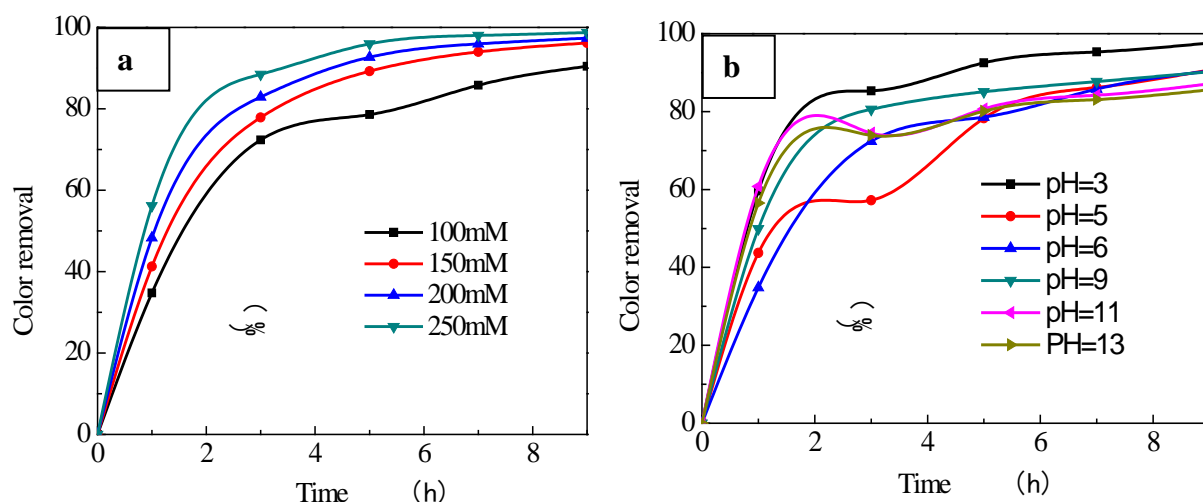 a
100
80
60
40
20
0
Color removal
(%)
100mM
150mM
200mM
250mM
0 2 4 6 8
Time (h)
b
100
80
60
40
20
0
Color removal
(%)
pH=3
pH=5
pH=6
pH=9
pH=11
PH=13
0 2 4 6 8
Time (h)